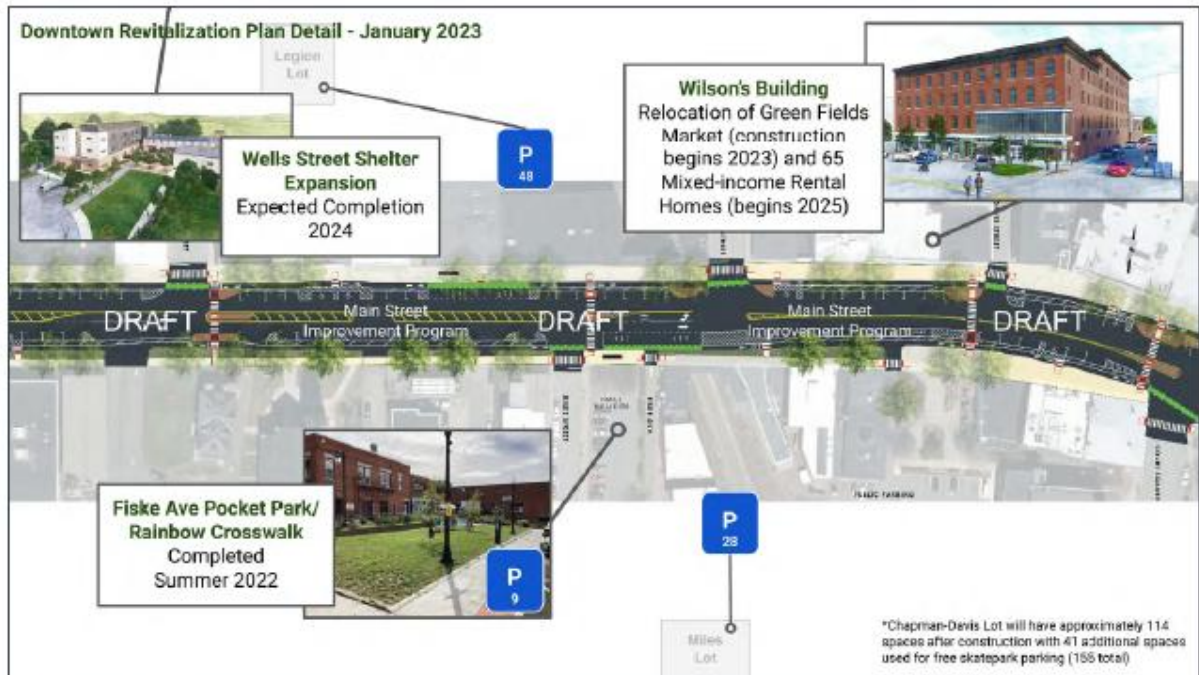 Downtown Revitalization Plan Detail - January 2023
Legion
Lot
P
48
Wells Street Shelter
Expansion
Expected Completion
2024
Wilson's Building
Relocation of Green Fields
Market (construction
begins 2023) and 65
Mixed-income Rental
Homes (begins 2025)
DRAFT
Main Street
Improvement Program
DRAFT
Main Street
Improvement Program
DRAFT
Fiske Ave Pocket Park/
Rainbow Crosswalk
Completed
Summer 2022
P
9
PUBLIC PARKING
P
28
Miles
Lot
*Chapman-Davis Lot will have approximately 114
spaces after construction with 41 additional spaces
used for free skatepark parking (155 total)